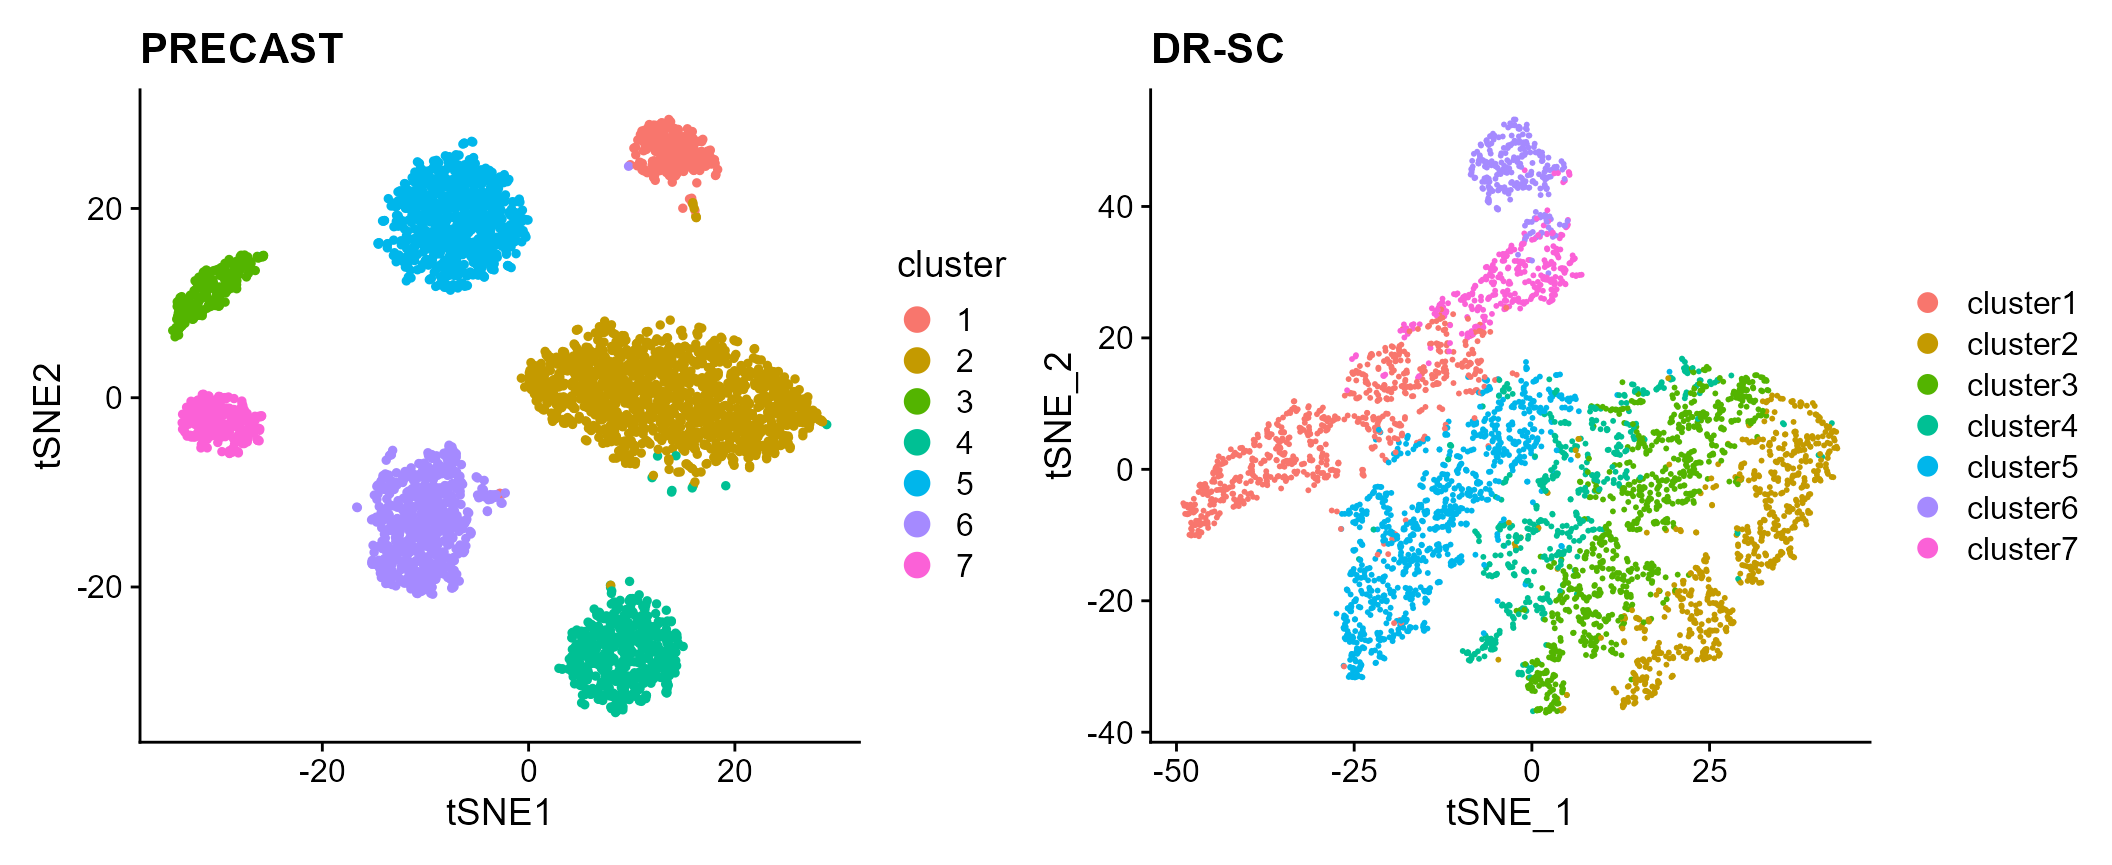 PRECAST
tSNE2
20
0
-20
-20
0
20
tSNE1
cluster
1
2
3
4
5
6
7
DR-SC
tSNE_2
40
20
0
-20
-40
-50
-25
0
25
tSNE_1
cluster1
cluster2
cluster3
cluster4
cluster5
cluster6
cluster7